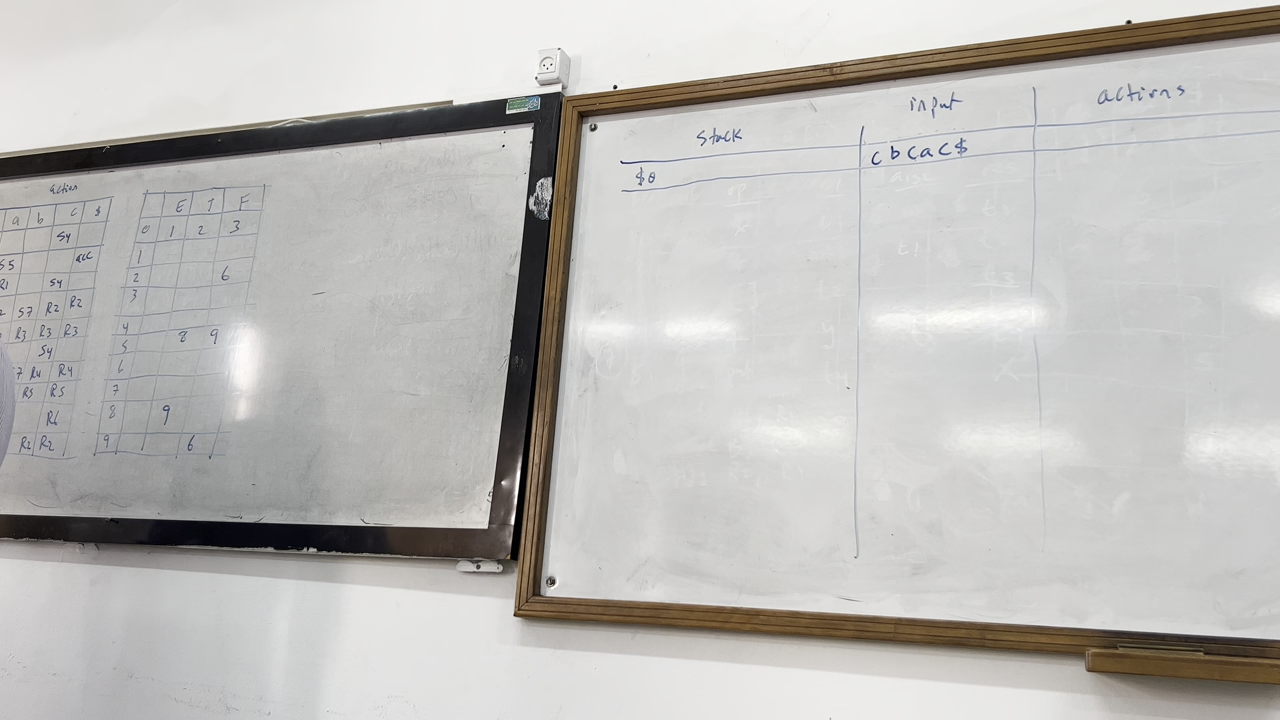 action
a b c $
S4
S5 acc
R1 S4
S7 R2 R2
R3 R3 R3
S4
7 R4 R4
R5 R5
R6
R2 R2
E T F
0 1 2 3
1
2 6
3
4 8 9
5
6
7
8 9
9 6
Stack input actions
$0 cbcac$